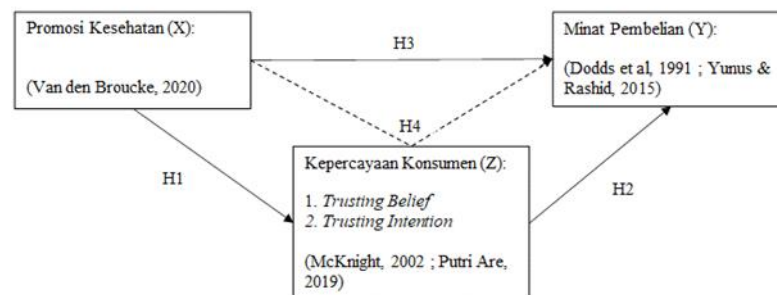 Promosi Kesehatan (X):
(Van den Broucke, 2020)
H3
Minat Pembelian (Y):
(Dodds et al, 1991 ; Yunus &
Rashid, 2015)
H4
H1
Kepercayaan Konsumen (Z):
1. Trusting Belief
2. Trusting Intention
(McKnight, 2002 ; Putri Are,
2019)
H2